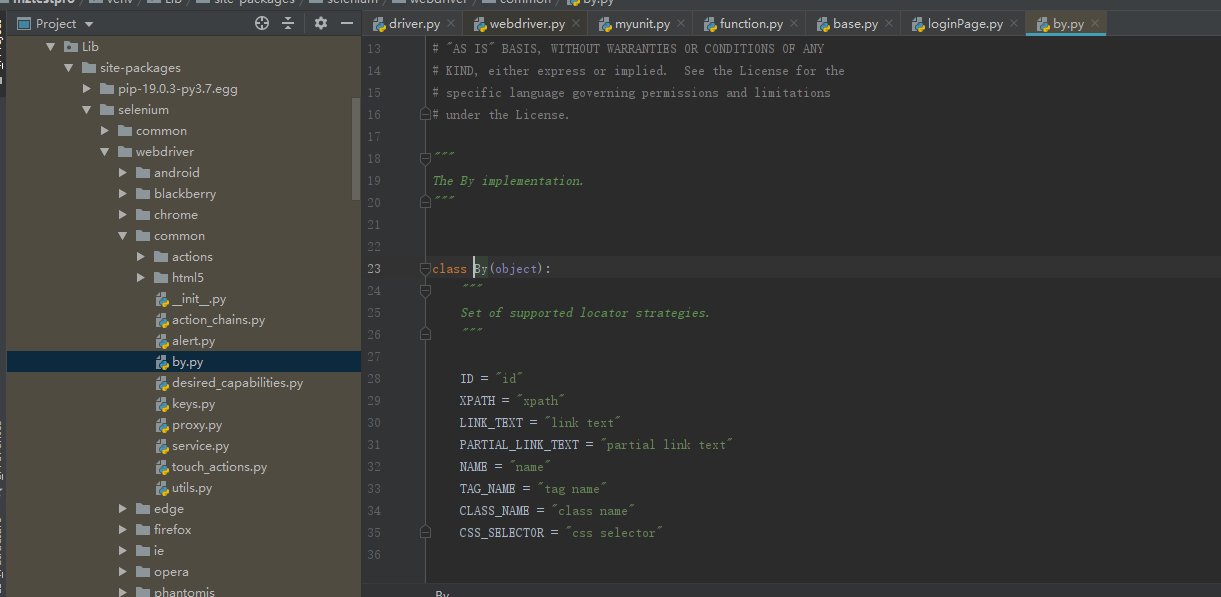 Project
Lib
site-packages
pip-19.0.3-py3.7.egg
selenium
common
webdriver
android
blackberry
chrome
common
actions
html5
__init__.py
action_chains.py
alert.py
by.py
desired_capabilities.py
keys.py
proxy.py
service.py
touch_actions.py
utils.py
edge
firefox
ie
opera
phantomjs
driver.py
webdriver.py
myunit.py
function.py
base.py
loginPage.py
by.py
13 # "AS IS" BASIS, WITHOUT WARRANTIES OR CONDITIONS OF ANY
14 # KIND, either express or implied.  See the License for the
15 # specific language governing permissions and limitations
16 # under the License.
17
18 """
19 The By implementation.
20 """
21
22
23 class By(object):
24     """
25     Set of supported locator strategies.
26     """
27
28     ID = "id"
29     XPATH = "xpath"
30     LINK_TEXT = "link text"
31     PARTIAL_LINK_TEXT = "partial link text"
32     NAME = "name"
33     TAG_NAME = "tag name"
34     CLASS_NAME = "class name"
35     CSS_SELECTOR = "css selector"
36
By